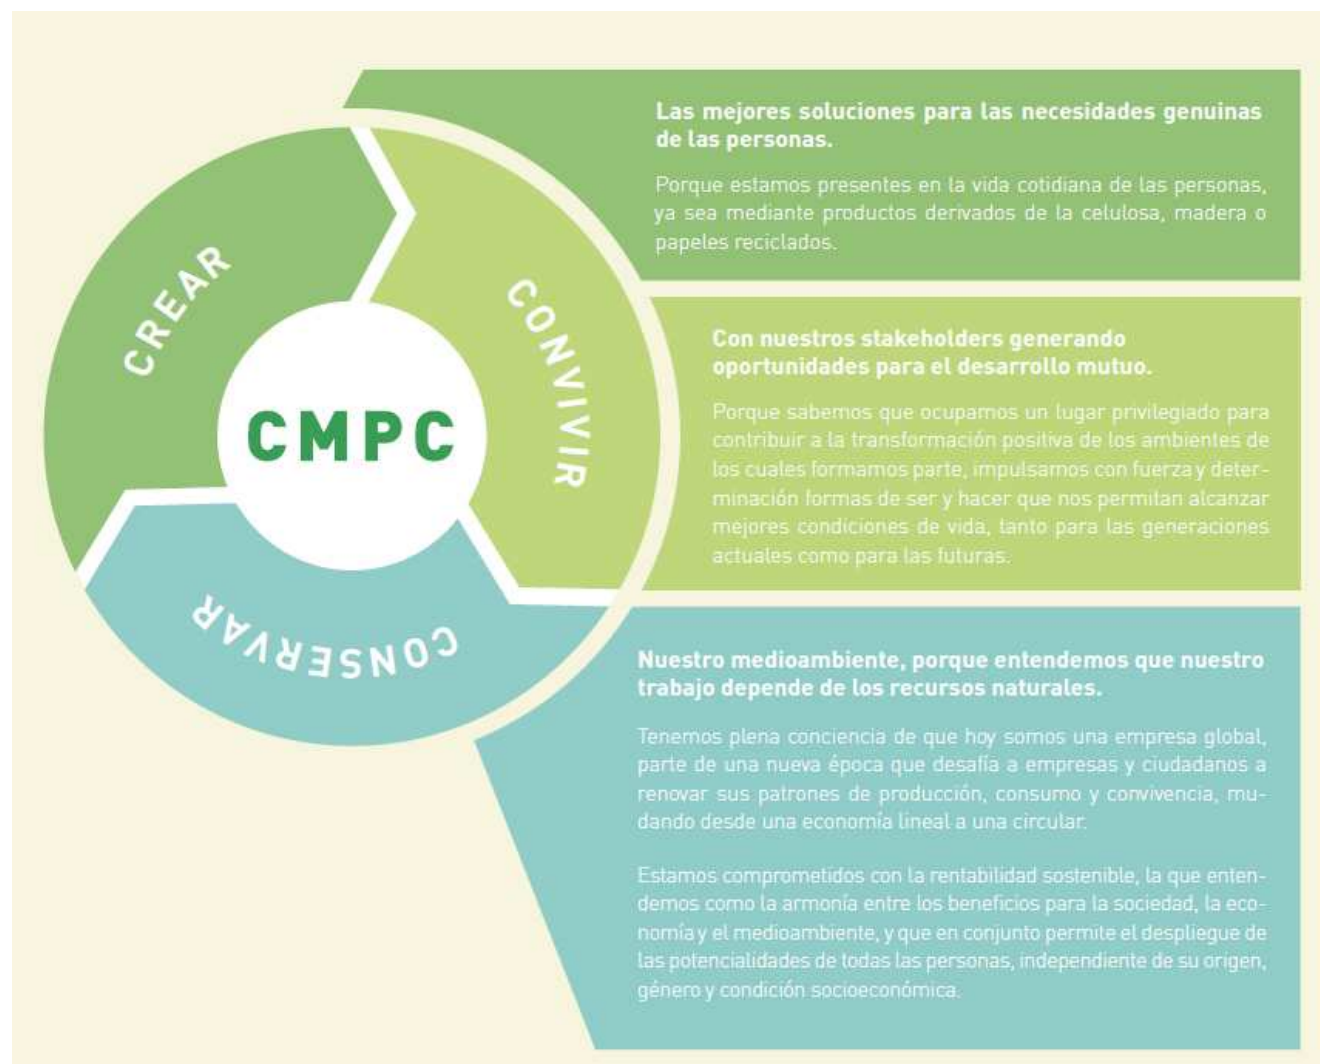 CREAR
CONVIVIR
CMPC
CONSERVAR
Las mejores soluciones para las necesidades genuinas
de las personas.
Porque estamos presentes en la vida cotidiana de las personas,
ya sea mediante productos derivados de la celulosa, madera o
papeles reciclados.
Con nuestros stakeholders generando
oportunidades para el desarrollo mutuo.
Porque sabemos que ocupamos un lugar privilegiado para
contribuir a la transformación positiva de los ambientes de
los cuales formamos parte, impulsamos con fuerza y deter-
minación formas de ser y hacer que nos permitan alcanzar
mejores condiciones de vida, tanto para las generaciones
actuales como para las futuras.
Nuestro medioambiente, porque entendemos que nuestro
trabajo depende de los recursos naturales.
Tenemos plena conciencia de que hoy somos una empresa global,
parte de una nueva época que desafía a empresas y ciudadanos a
renovar sus patrones de producción, consumo y convivencia, mu-
dando desde una economía lineal a una circular.
Estamos comprometidos con la rentabilidad sostenible, la que enten-
demos como la armonía entre los beneficios para la sociedad, la eco-
nomía y el medioambiente, y que en conjunto permite el despliegue de
las potencialidades de todas las personas, independiente de su origen,
género y condición socioeconómica.